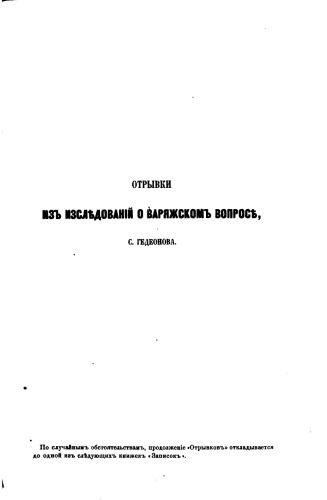 ОТРЫВКИ
ИЗЪ ИЗСЛѢДОВАНІЙ О ВАРЯЖСКОМЪ ВОПРОСѢ,
С. ГЕДЕОНОВА.
По случайнымъ обстоятельствамъ, продолженіе «Отрывковъ» откладывается
до одной изъ слѣдующихъ книжекъ «Записокъ».